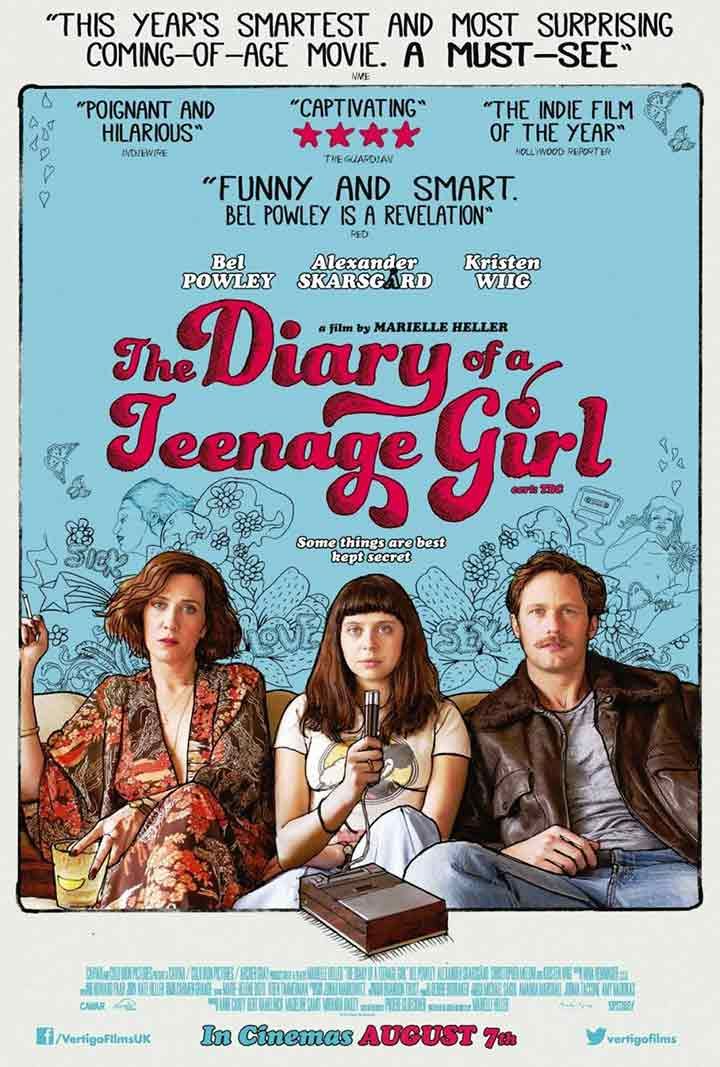 "THIS YEAR'S SMARTEST AND MOST SURPRISING
COMING-OF-AGE MOVIE. A MUST-SEE"
NME
"POIGNANT AND
HILARIOUS"
INDIEWIRE
"CAPTIVATING"
THE GUARDIAN
"THE INDIE FILM
OF THE YEAR"
HOLLYWOOD REPORTER
"FUNNY AND SMART.
BEL POWLEY IS A REVELATION"
RED
Bel
POWLEY
Alexander
SKARSGÅRD
Kristen
WIIG
a film by MARIELLE HELLER
The Diary of a
Teenage Girl
cert: TBC
Some things are best
kept secret
SICK
LOVE
SEX
CAVIAR
/VertigoFilmsUK
In Cinemas AUGUST 7th
vertigofilms